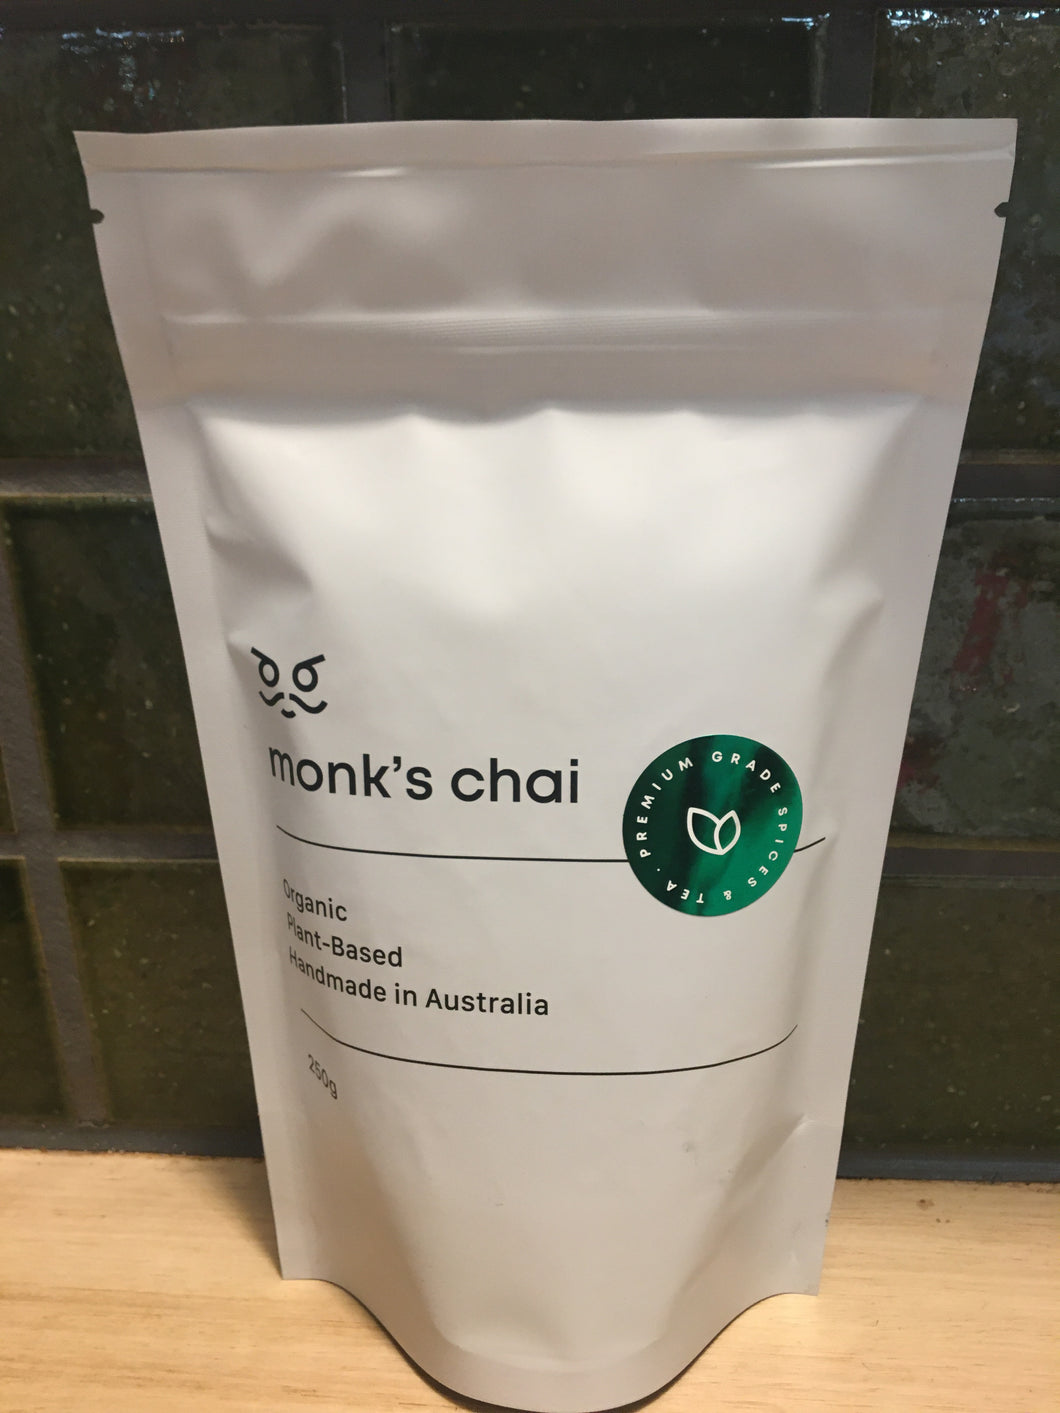 monk's chai
PREMIUM GRADE SPICES & TEA ·
Organic
Plant-Based
Handmade in Australia
250g